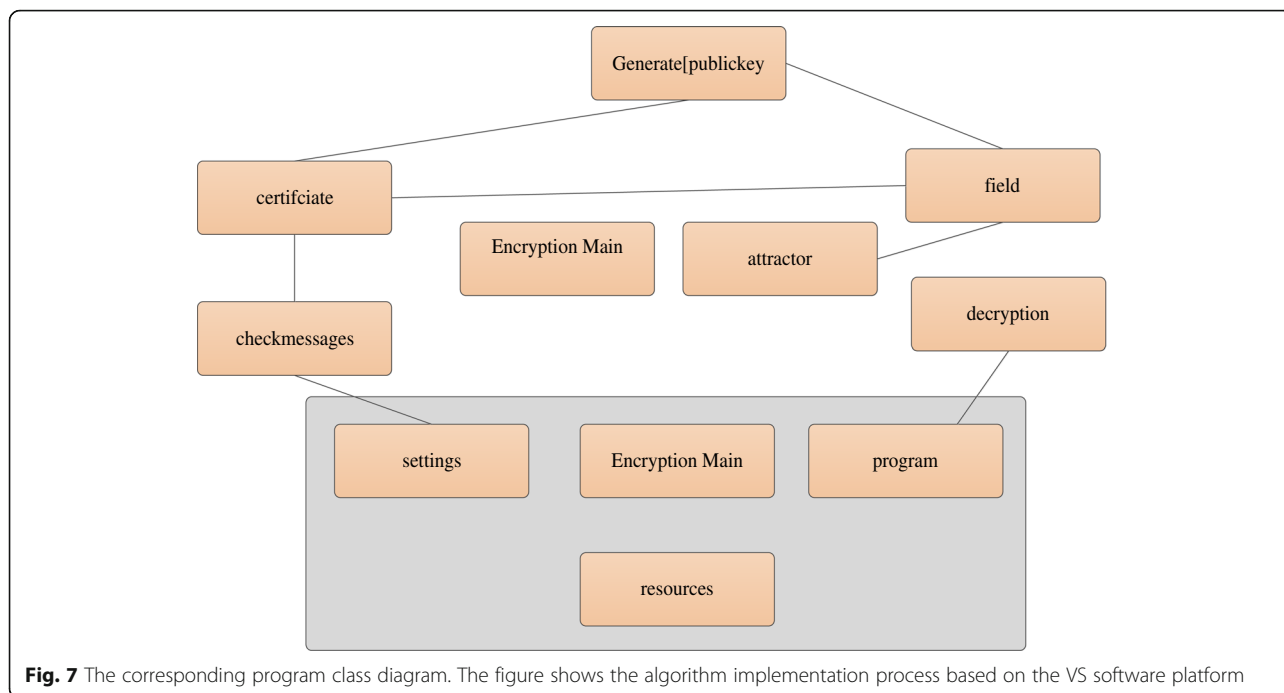 Generate[publickey
certifciate
field
Encryption Main
attractor
decryption
checkmessages
settings
Encryption Main
program
resources
Fig. 7 The corresponding program class diagram. The figure shows the algorithm implementation process based on the VS software platform